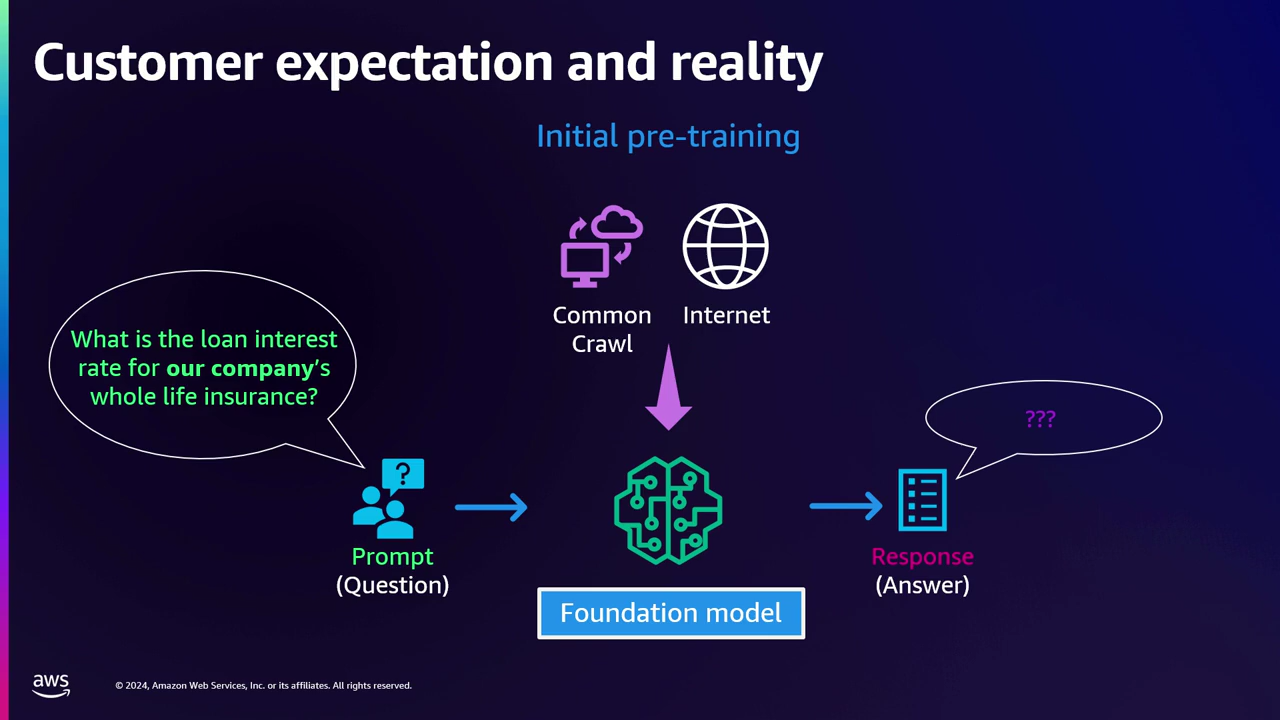 Customer expectation and reality
Initial pre-training
Common
Crawl
Internet
What is the loan interest
rate for our company's
whole life insurance?
???
?
Prompt
(Question)
Foundation model
Response
(Answer)
aws
© 2024, Amazon Web Services, Inc. or its affiliates. All rights reserved.